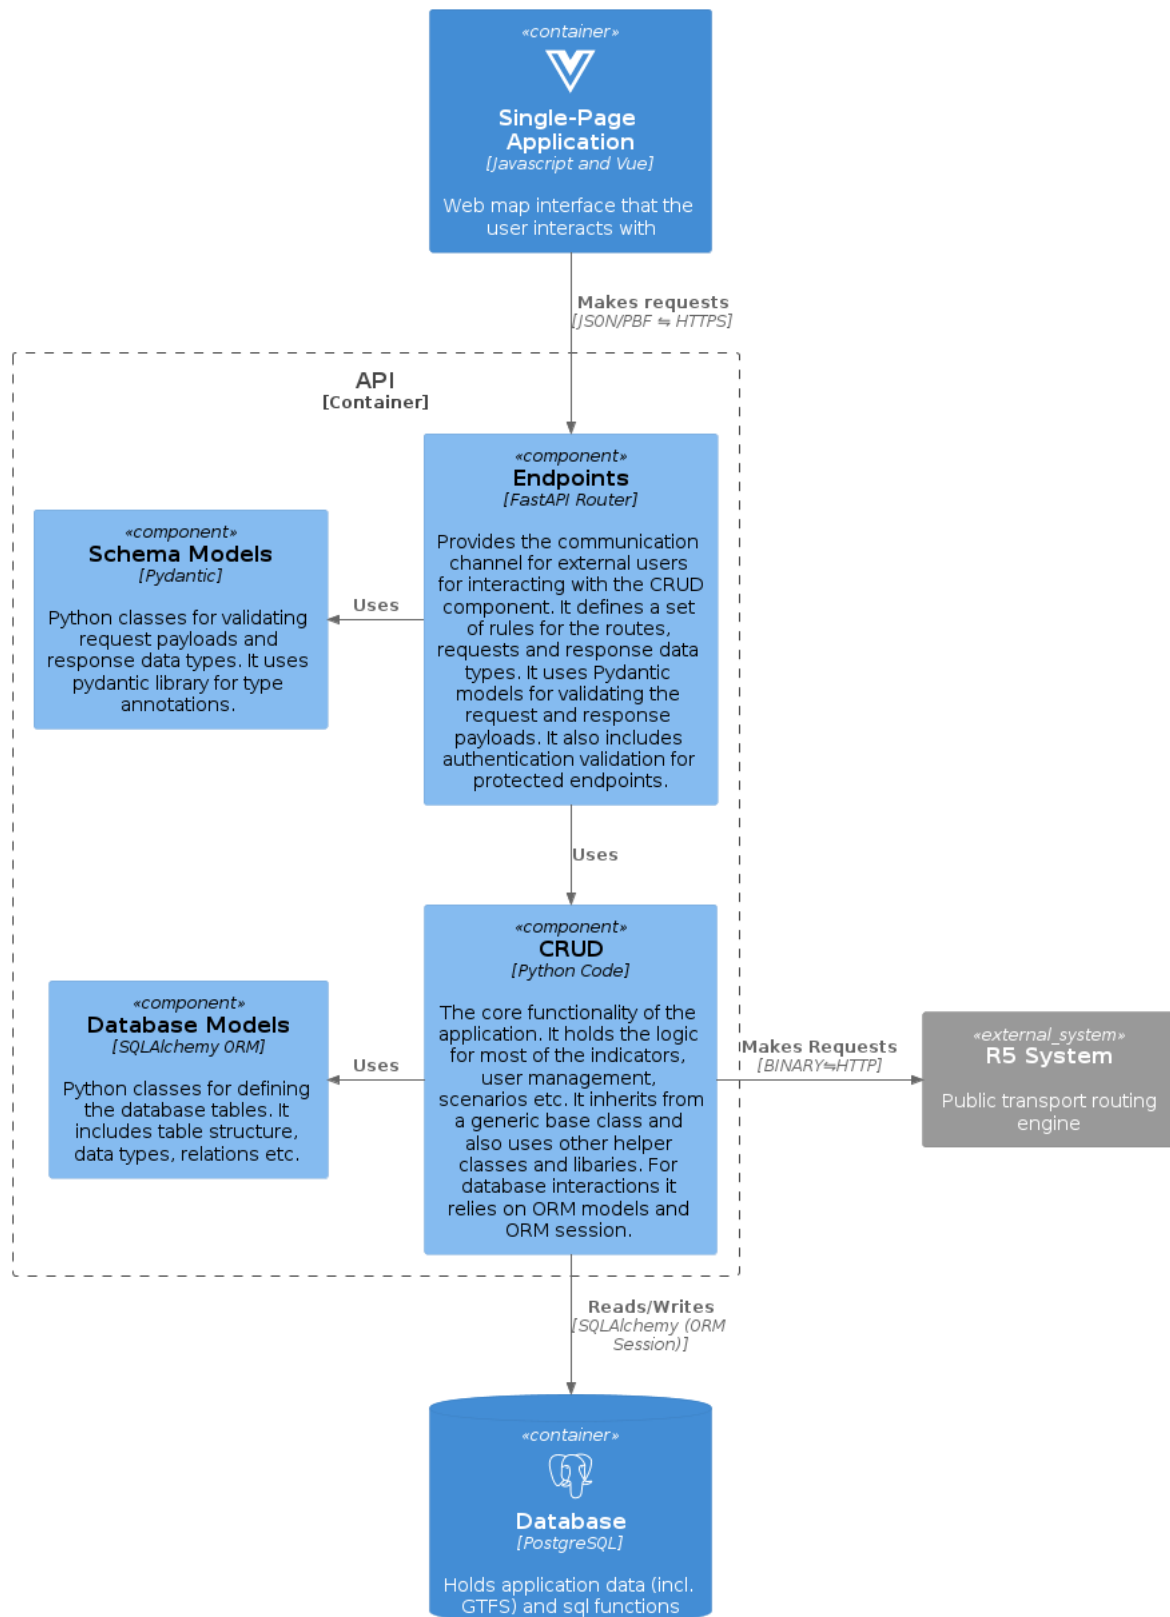 «container»
Single-Page
Application
[Javascript and Vue]
Web map interface that the
user interacts with
Makes requests
[JSON/PBF ⇋ HTTPS]
API
[Container]
«component»
Endpoints
[FastAPI Router]
Provides the communication
channel for external users
for interacting with the CRUD
component. It defines a set
of rules for the routes,
requests and response data
types. It uses Pydantic
models for validating the
request and response
payloads. It also includes
authentication validation for
protected endpoints.
«component»
Schema Models
[Pydantic]
Python classes for validating
request payloads and
response data types. It uses
pydantic library for type
annotations.
Uses
Uses
«component»
CRUD
[Python Code]
The core functionality of the
application. It holds the logic
for most of the indicators,
user management,
scenarios etc. It inherits from
a generic base class and
also uses other helper
classes and libaries. For
database interactions it
relies on ORM models and
ORM session.
«component»
Database Models
[SQLAlchemy ORM]
Python classes for defining
the database tables. It
includes table structure,
data types, relations etc.
Uses
Makes Requests
[BINARY⇋HTTP]
«external_system»
R5 System
Public transport routing
engine
Reads/Writes
[SQLAlchemy (ORM
Session)]
«container»
Database
[PostgreSQL]
Holds application data (incl.
GTFS) and sql functions